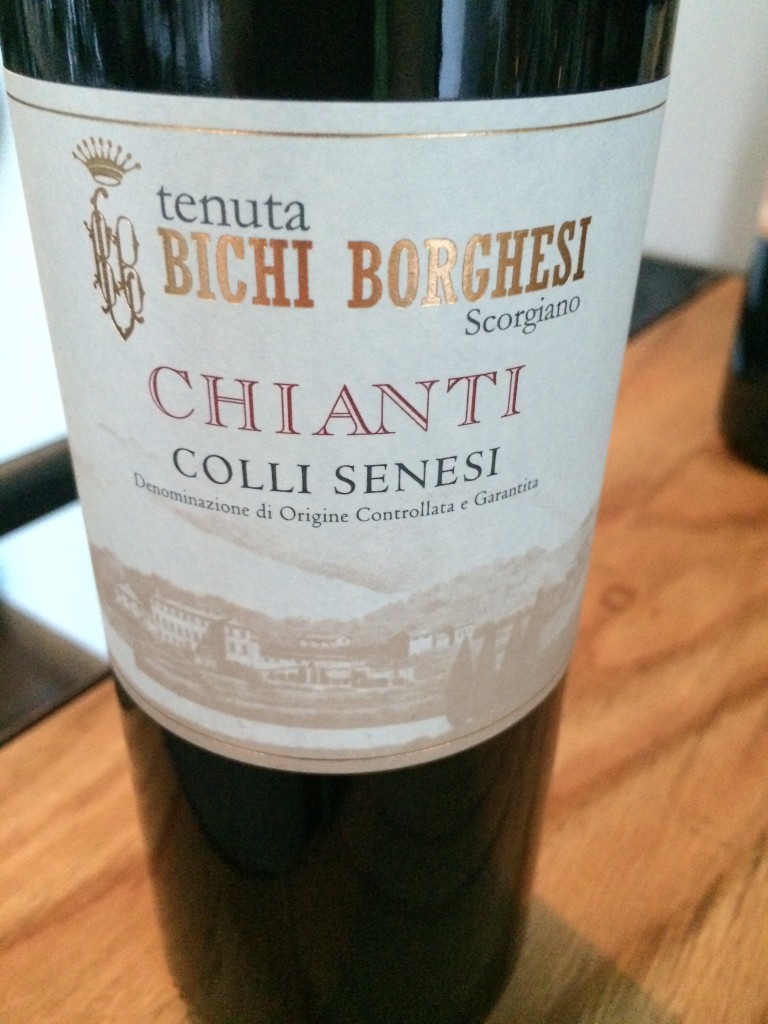 tenuta
BICHI BORGHESI
Scorgiano
CHIANTI
COLLI SENESI
Denominazione di Origine Controllata e Garantita